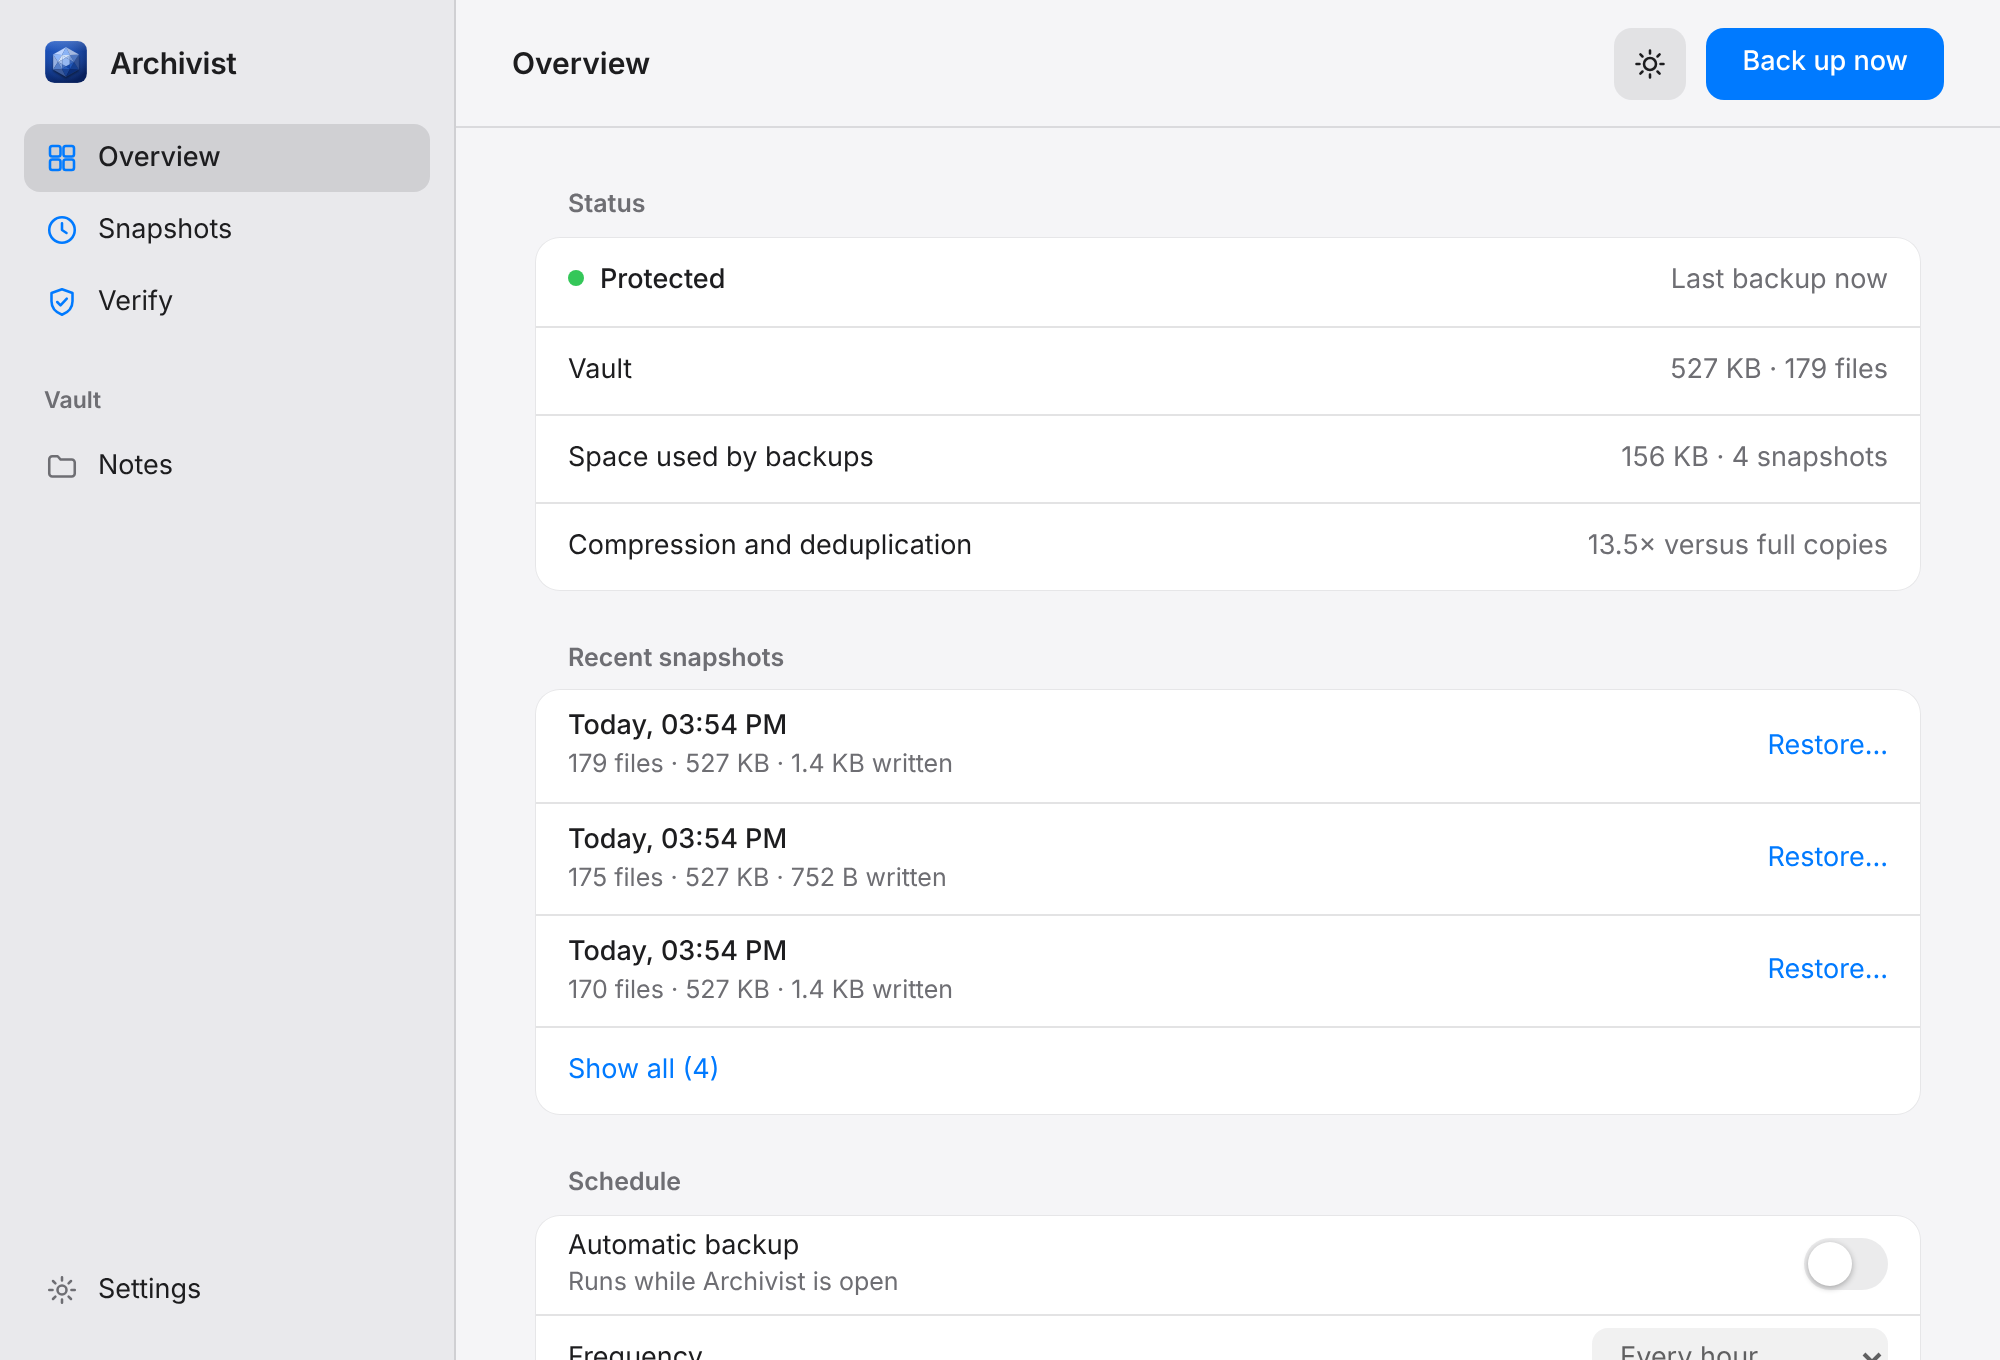 Archivist
Overview
Snapshots
Verify
Vault
Notes
Settings
Overview
Back up now
Status
Protected
Last backup now
Vault
527 KB · 179 files
Space used by backups
156 KB · 4 snapshots
Compression and deduplication
13.5× versus full copies
Recent snapshots
Today, 03:54 PM
179 files · 527 KB · 1.4 KB written
Restore...
Today, 03:54 PM
175 files · 527 KB · 752 B written
Restore...
Today, 03:54 PM
170 files · 527 KB · 1.4 KB written
Restore...
Show all (4)
Schedule
Automatic backup
Runs while Archivist is open
Frequency
Every hour